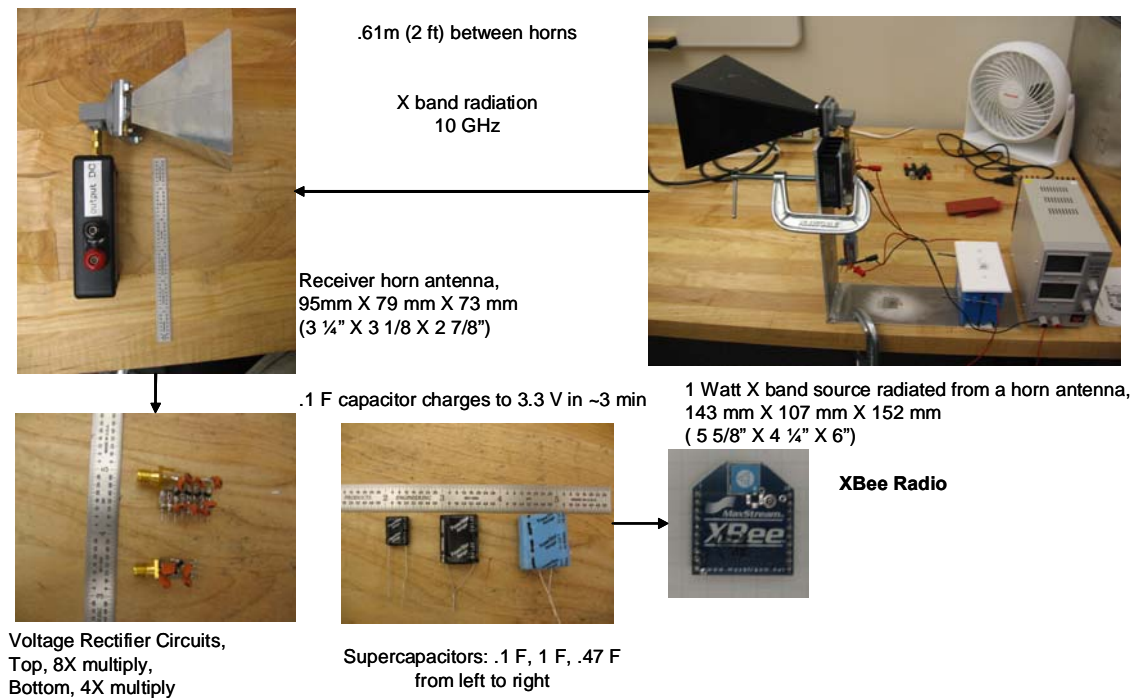 .61m (2 ft) between horns
X band radiation
10 GHz
output DC
Receiver horn antenna,
95mm X 79 mm X 73 mm
(3 ¼” X 3 1/8 X 2 7/8”)
.1 F capacitor charges to 3.3 V in ~3 min
1 Watt X band source radiated from a horn antenna,
143 mm X 107 mm X 152 mm
( 5 5/8” X 4 ¼” X 6”)
XBee Radio
MaxStream
XBee
www.maxstream.net
Voltage Rectifier Circuits,
Top, 8X multiply,
Bottom, 4X multiply
Supercapacitors: .1 F, 1 F, .47 F
from left to right